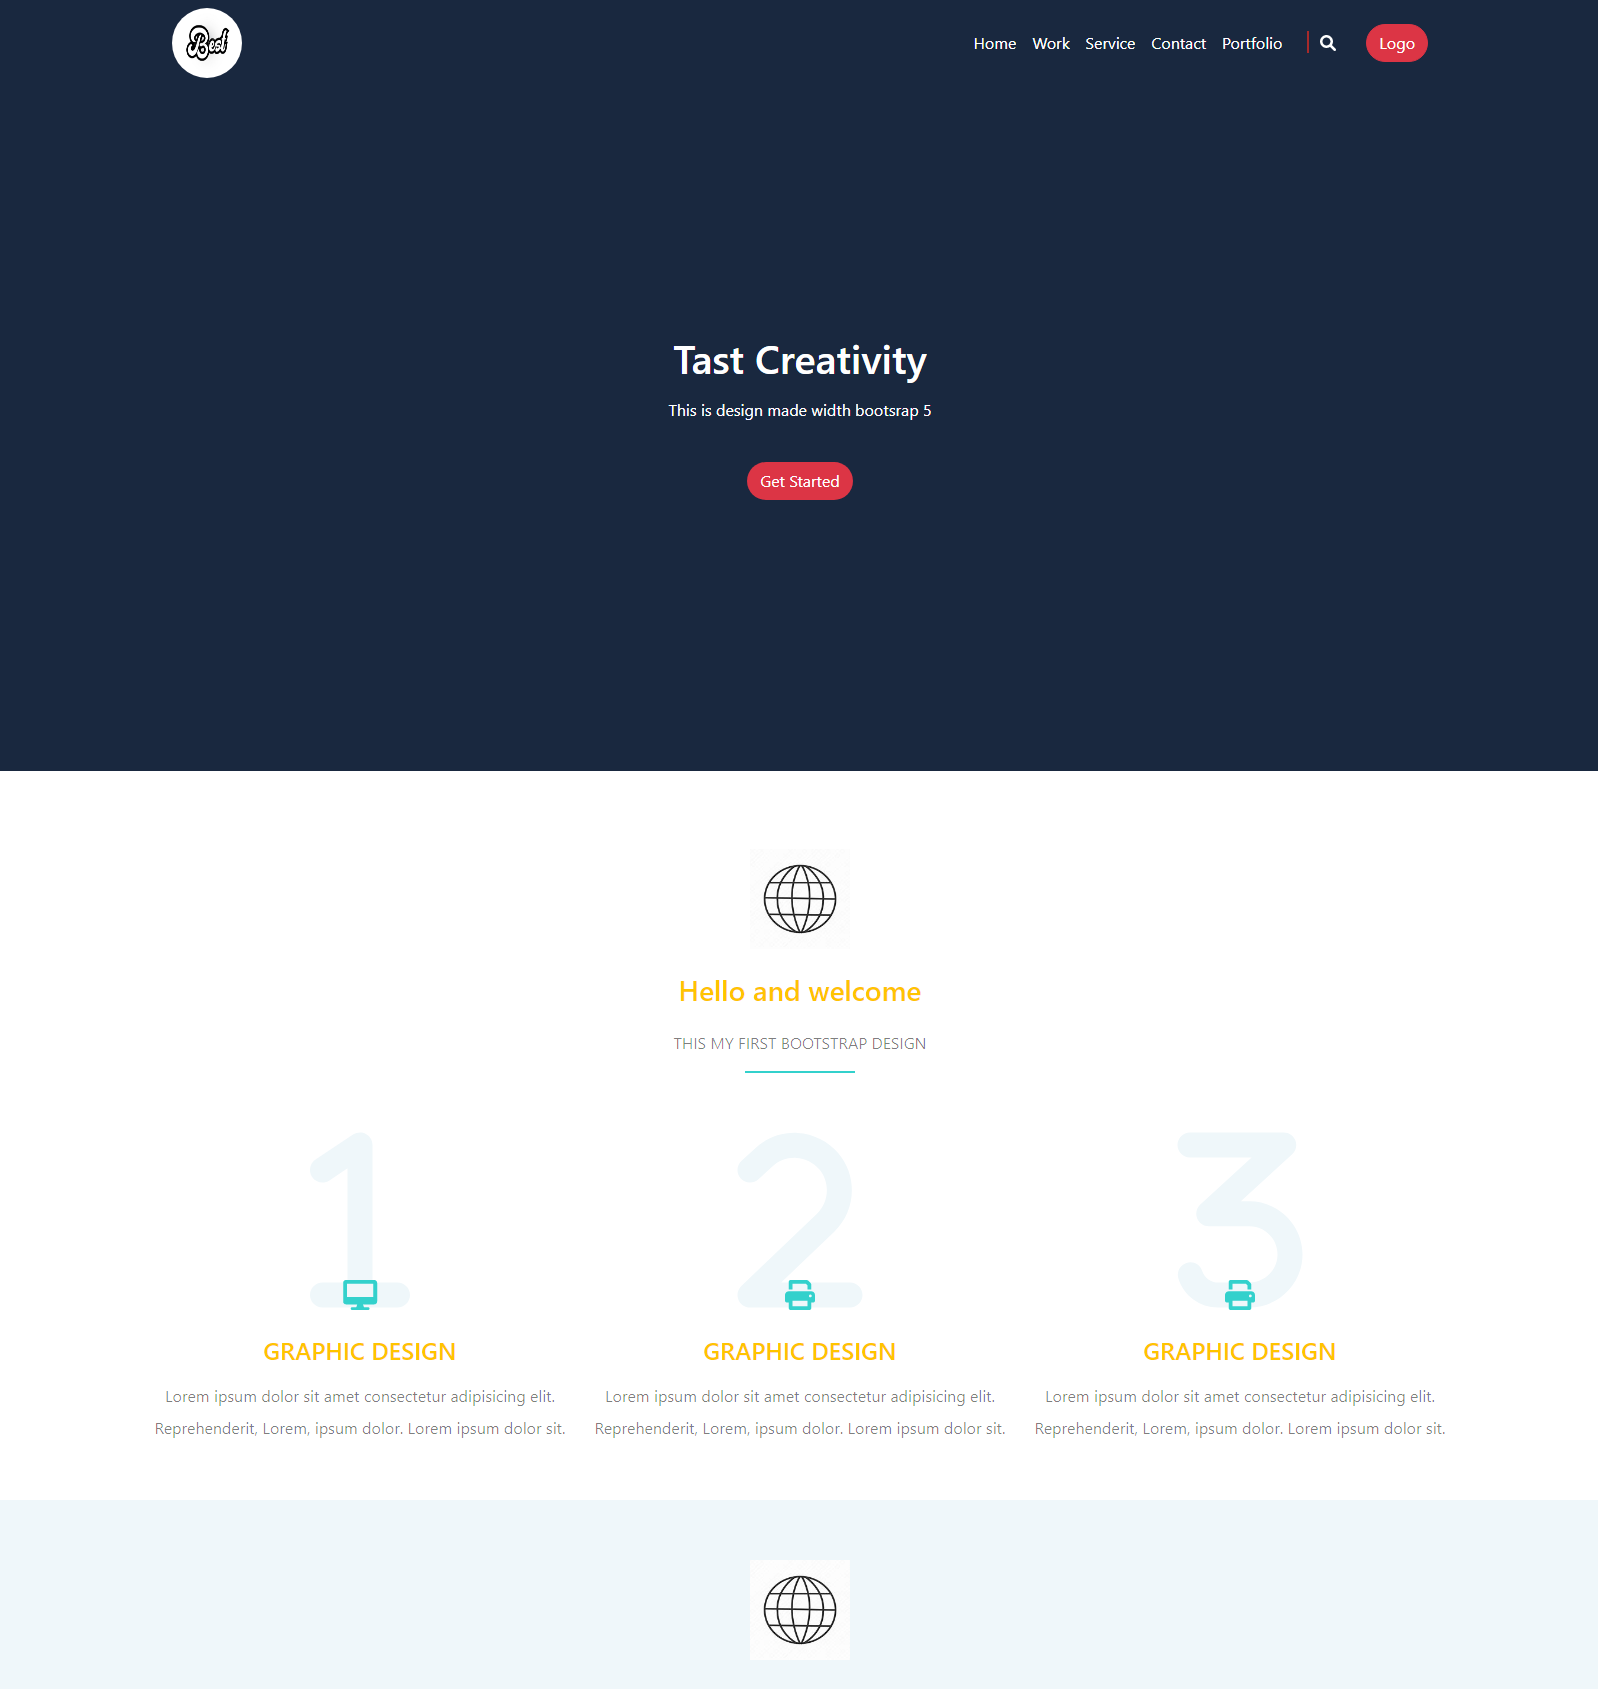 Best
Home Work Service Contact Portfolio Logo
Tast Creativity
This is design made width bootsrap 5
Get Started
Hello and welcome
THIS MY FIRST BOOTSTRAP DESIGN
1 2 3
GRAPHIC DESIGN
Lorem ipsum dolor sit amet consectetur adipisicing elit.
Reprehenderit, Lorem, ipsum dolor. Lorem ipsum dolor sit.
GRAPHIC DESIGN
Lorem ipsum dolor sit amet consectetur adipisicing elit.
Reprehenderit, Lorem, ipsum dolor. Lorem ipsum dolor sit.
GRAPHIC DESIGN
Lorem ipsum dolor sit amet consectetur adipisicing elit.
Reprehenderit, Lorem, ipsum dolor. Lorem ipsum dolor sit.